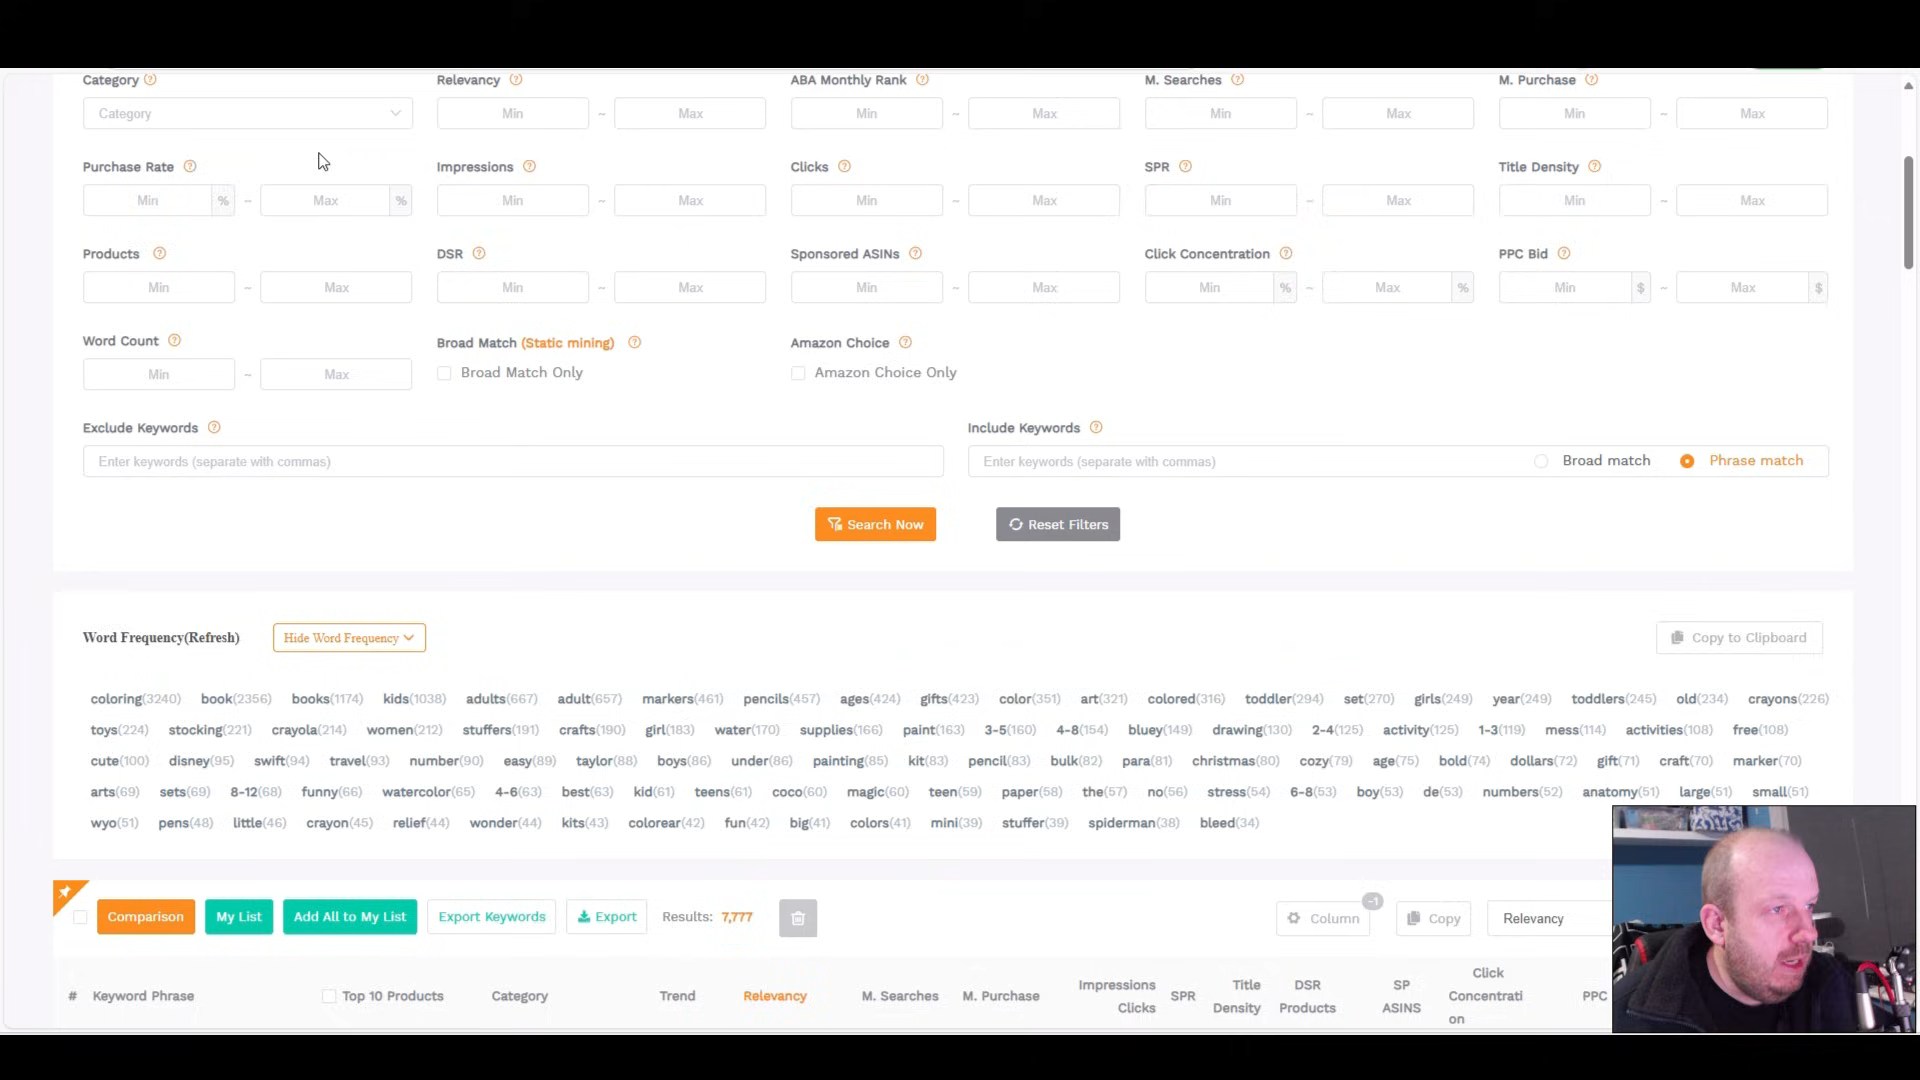 Category Relevancy ABA Monthly Rank M. Searches M. Purchase
Category Min ~ Max Min ~ Max Min ~ Max Min ~ Max
Purchase Rate Impressions Clicks SPR Title Density
Min % ~ Max % Min ~ Max Min ~ Max Min ~ Max Min ~ Max
Products DSR Sponsored ASINs Click Concentration PPC Bid
Min ~ Max Min ~ Max Min ~ Max Min % ~ Max % Min $ ~ Max $
Word Count Broad Match (Static mining) Amazon Choice
Min ~ Max Broad Match Only Amazon Choice Only
Exclude Keywords Include Keywords
Enter keywords (separate with commas) Enter keywords (separate with commas) Broad match Phrase match
Search Now Reset Filters
Word Frequency(Refresh) Hide Word Frequency Copy to Clipboard
coloring(3240) book(2356) books(1174) kids(1038) adults(667) adult(657) markers(461) pencils(457) ages(424) gifts(423) color(351) art(321) colored(316) toddler(294) set(270) girls(249) year(249) toddlers(245) old(234) crayons(226)
toys(224) stocking(221) crayola(214) women(212) stuffers(191) crafts(190) girl(183) water(170) supplies(166) paint(163) 3-5(160) 4-8(154) bluey(149) drawing(130) 2-4(125) activity(125) 1-3(119) mess(114) activities(108) free(108)
cute(100) disney(95) swift(94) travel(93) number(90) easy(89) taylor(88) boys(86) under(86) painting(85) kit(83) pencil(83) bulk(82) para(81) christmas(80) cozy(79) age(75) bold(74) dollars(72) gift(71) craft(70) marker(70)
arts(69) sets(69) 8-12(68) funny(66) watercolor(65) 4-6(63) best(63) kid(61) teens(61) coco(60) magic(60) teen(59) paper(58) the(57) no(56) stress(54) 6-8(53) boy(53) de(53) numbers(52) anatomy(51) large(51) small(51)
wyo(51) pens(48) little(46) crayon(45) relief(44) wonder(44) kits(43) colorear(42) fun(42) big(41) colors(41) mini(39) stuffer(39) spiderman(38) bleed(34)
Comparison My List Add All to My List Export Keywords Export Results: 7,777 Column -1 Copy Relevancy
# Keyword Phrase Top 10 Products Category Trend Relevancy M. Searches M. Purchase Impressions Clicks SPR Title Density DSR Products SP ASINS Click Concentrati on PPC